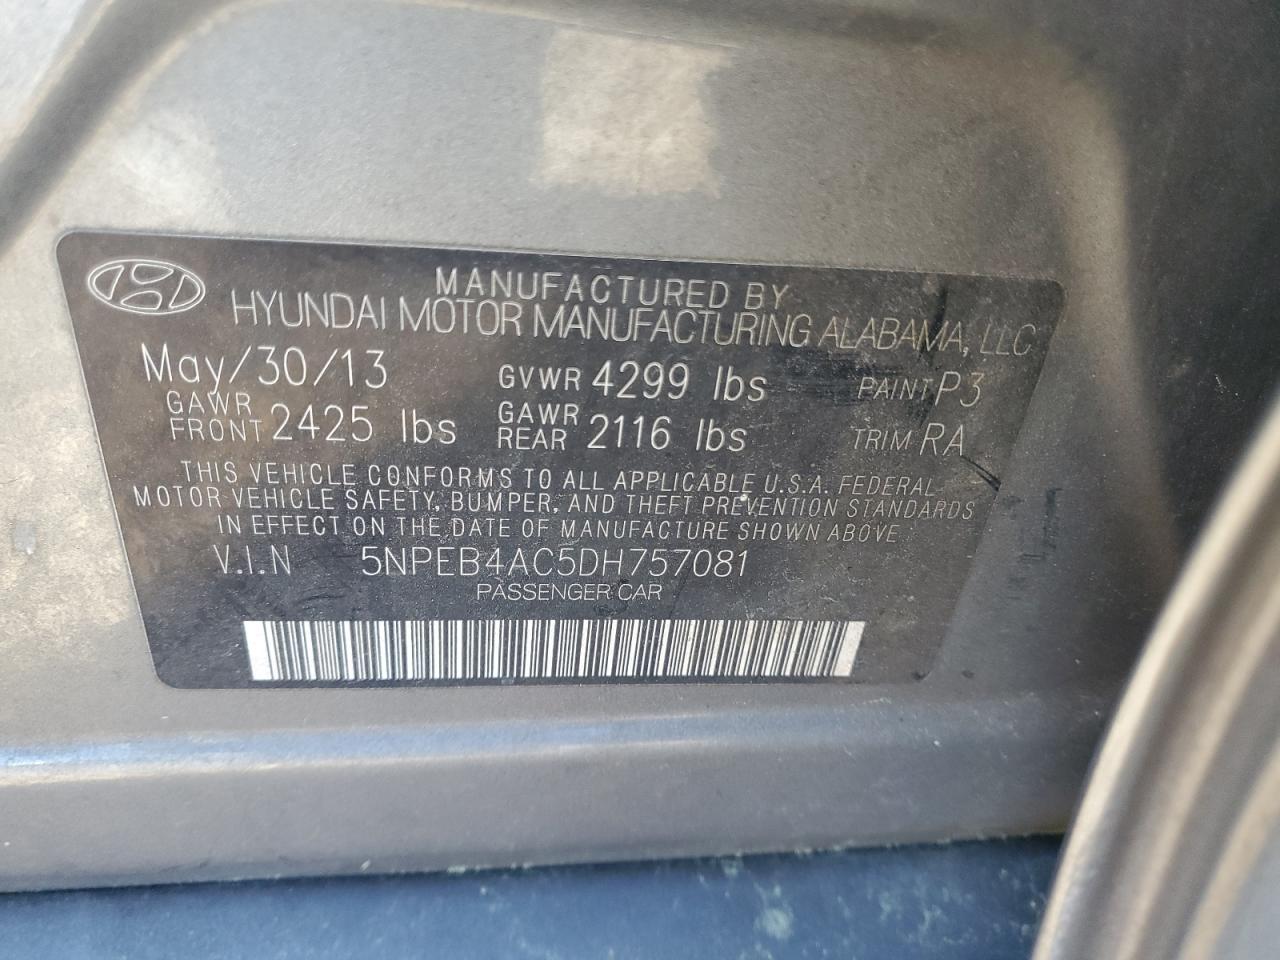 MANUFACTURED BY
HYUNDAI MOTOR MANUFACTURING ALABAMA, LLC
May/30/13 GVWR 4299 lbs PAINT P3
GAWR FRONT 2425 lbs GAWR REAR 2116 lbs TRIM RA
THIS VEHICLE CONFORMS TO ALL APPLICABLE U.S.A. FEDERAL
MOTOR VEHICLE SAFETY, BUMPER, AND THEFT PREVENTION STANDARDS
IN EFFECT ON THE DATE OF MANUFACTURE SHOWN ABOVE
V.I.N 5NPEB4AC5DH757081
PASSENGER CAR